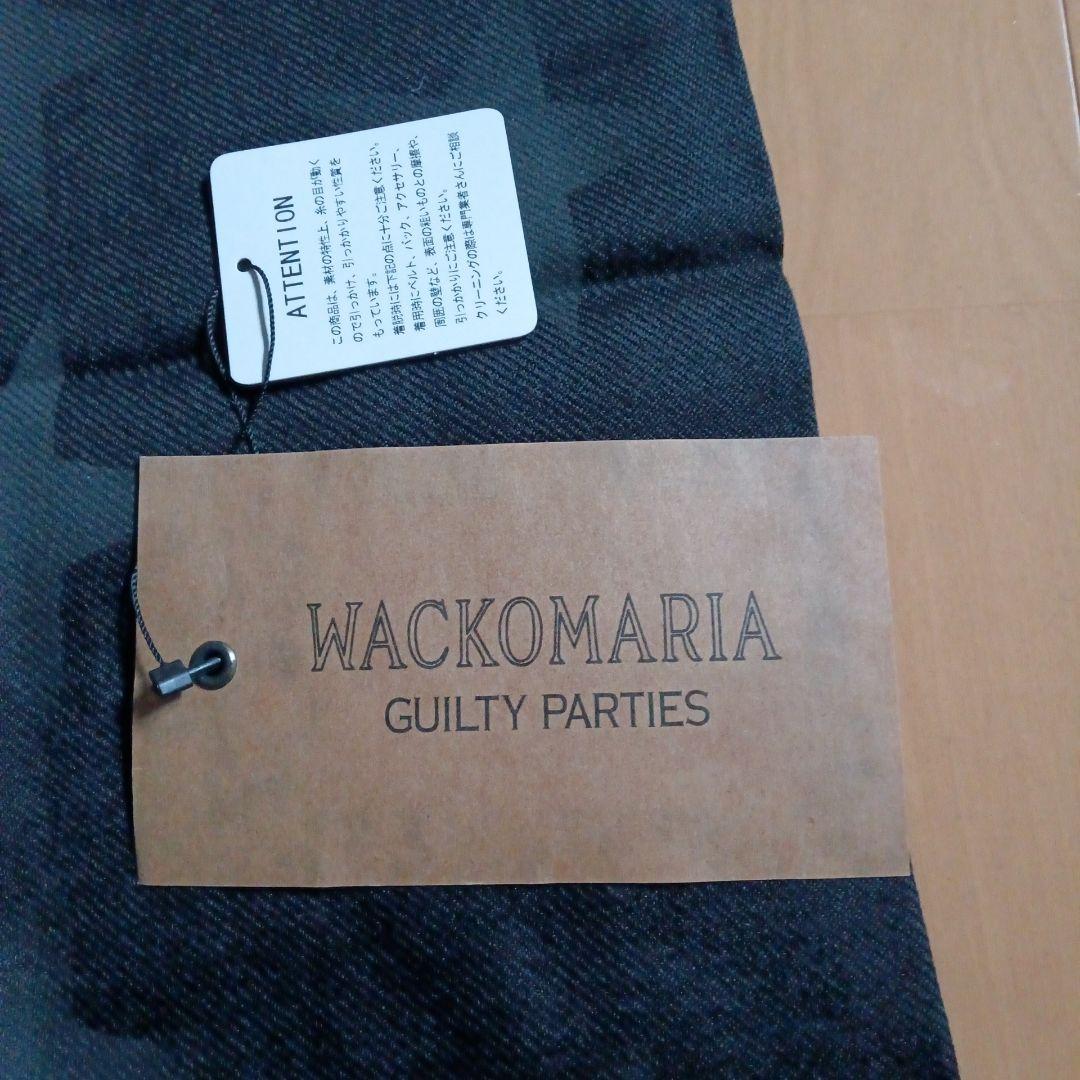 ATTENTION
この商品は、素材の特性上、糸の目が動く
ので引っかけ、引っかかりやすい性質を
もっています。
着脱時には下記の点に十分ご注意ください。
着用時にベルト、バック、アクセサリー、
周囲の壁など、表面の粗いものとの摩擦や、
引っかかりにご注意ください。
クリーニングの際は専門業者さんにご相談
ください。
WACKOMARIA
GUILTY PARTIES